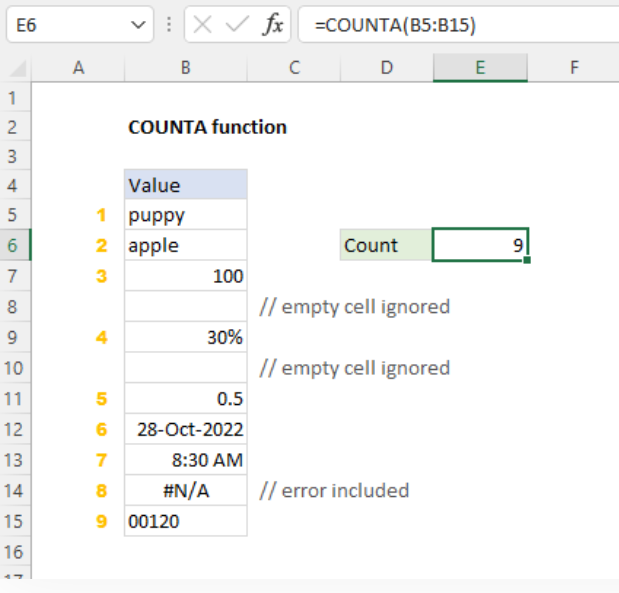 E6 fx =COUNTA(B5:B15)
A B C D E F
1
2 COUNTA function
3
4 Value
5 1 puppy
6 2 apple Count 9
7 3 100
8 // empty cell ignored
9 4 30%
10 // empty cell ignored
11 5 0.5
12 6 28-Oct-2022
13 7 8:30 AM
14 8 #N/A // error included
15 9 00120
16
17